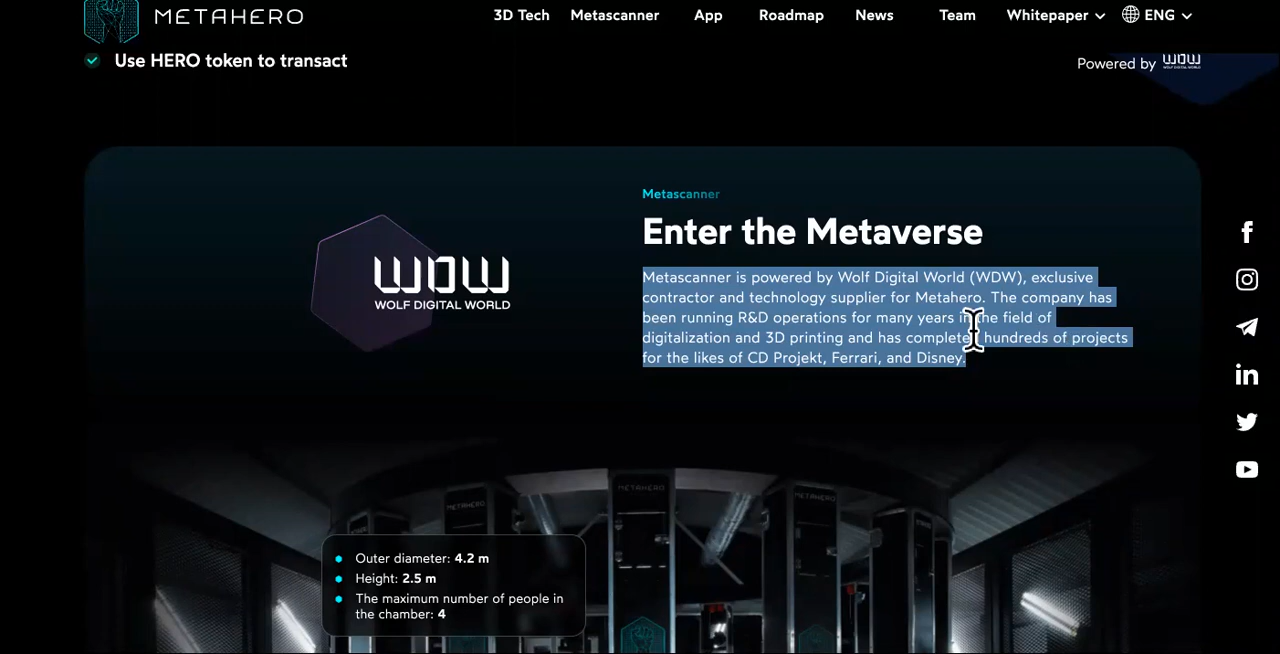 METAHERO
3D Tech
Metascanner
App
Roadmap
News
Team
Whitepaper
ENG
Use HERO token to transact
Powered by WDW
Metascanner
Enter the Metaverse
WDW
WOLF DIGITAL WORLD
Metascanner is powered by Wolf Digital World (WDW), exclusive
contractor and technology supplier for Metahero. The company has
been running R&D operations for many years in the field of
digitalization and 3D printing and has completed hundreds of projects
for the likes of CD Projekt, Ferrari, and Disney.
METAHERO
METAHERO
METAHERO
Outer diameter: 4.2 m
Height: 2.5 m
The maximum number of people in
the chamber: 4